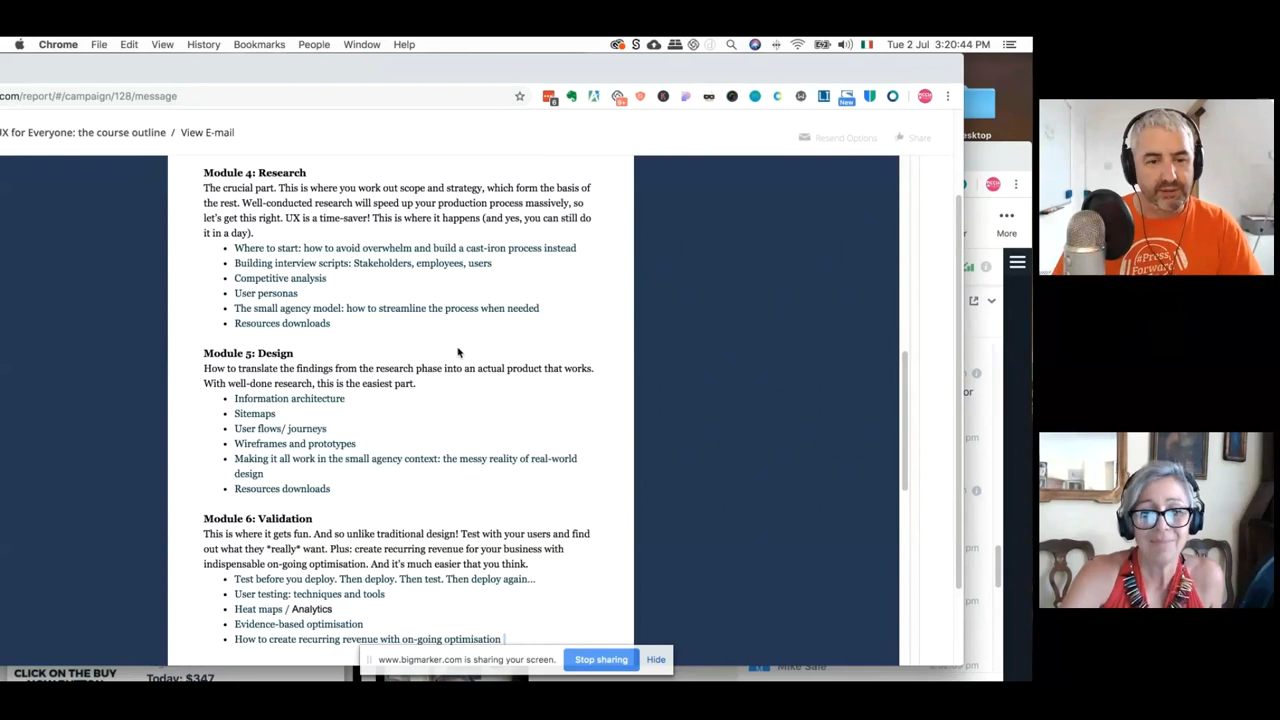 Chrome File Edit View History Bookmarks People Window Help
Tue 2 Jul 3:20:44 PM
com/report/#/campaign/128/message
6
9+
New
Desktop
UX for Everyone: the course outline / View E-mail
Resend Options
Share
More
Module 4: Research
The crucial part. This is where you work out scope and strategy, which form the basis of
the rest. Well-conducted research will speed up your production process massively, so
let's get this right. UX is a time-saver! This is where it happens (and yes, you can still do
it in a day).
• Where to start: how to avoid overwhelm and build a cast-iron process instead
• Building interview scripts: Stakeholders, employees, users
• Competitive analysis
• User personas
• The small agency model: how to streamline the process when needed
• Resources downloads
Module 5: Design
How to translate the findings from the research phase into an actual product that works.
With well-done research, this is the easiest part.
• Information architecture
• Sitemaps
• User flows/ journeys
• Wireframes and prototypes
• Making it all work in the small agency context: the messy reality of real-world
design
• Resources downloads
Module 6: Validation
This is where it gets fun. And so unlike traditional design! Test with your users and find
out what they *really* want. Plus: create recurring revenue for your business with
indispensable on-going optimisation. And it's much easier that you think.
• Test before you deploy. Then deploy. Then test. Then deploy again...
• User testing: techniques and tools
• Heat maps / Analytics
• Evidence-based optimisation
• How to create recurring revenue with on-going optimisation
www.bigmarker.com is sharing your screen.
Stop sharing
Hide
CLICK ON THE BUY
Today: $347
or
pm
pm
pm
pm
#Press
Forward